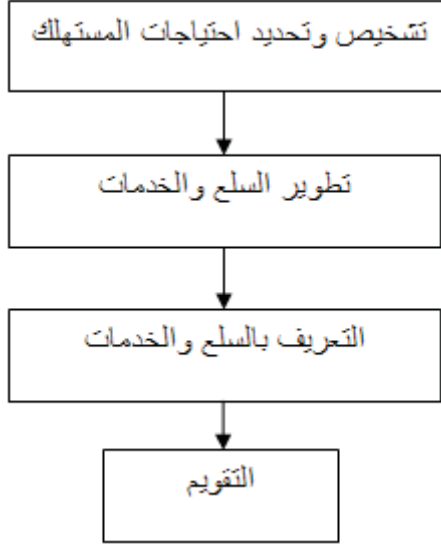 تشخيص وتحديد احتياجات المستهلك
تطوير السلع والخدمات
التعريف بالسلع والخدمات
التقويم